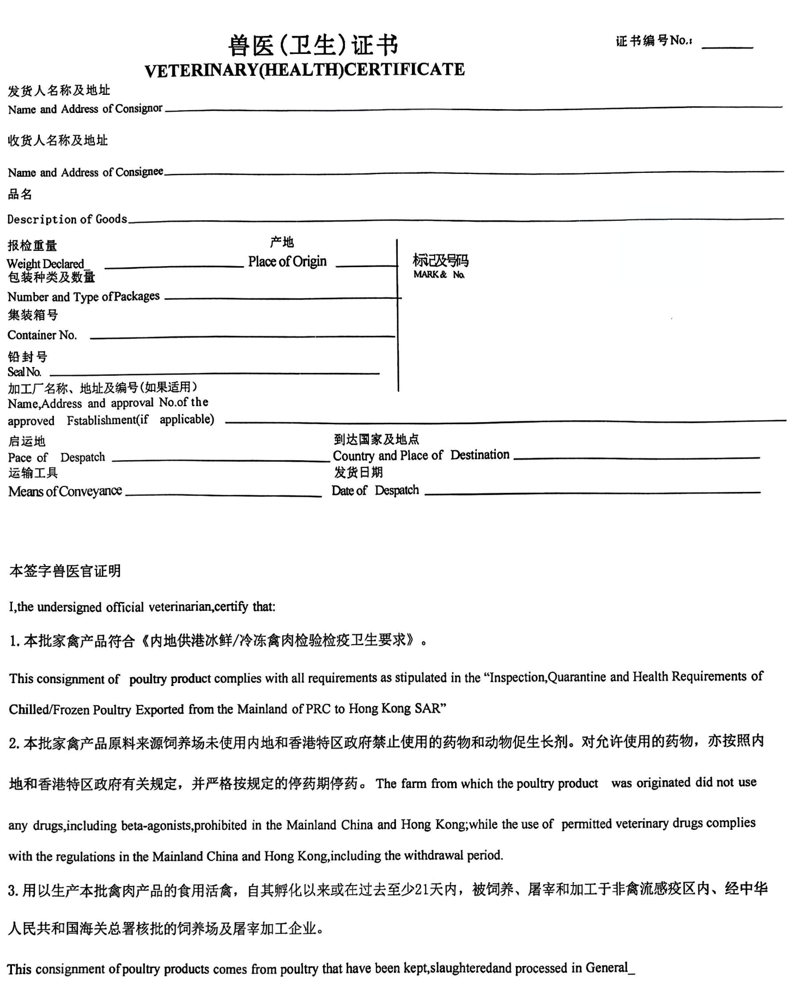 兽医(卫生)证书
证书编号No.:
VETERINARY(HEALTH)CERTIFICATE
发货人名称及地址
Name and Address of Consignor
收货人名称及地址
Name and Address of Consignee
品名
Description of Goods
报检重量
产地
Weight Declared_
Place of Origin
标记及号码
MARK& No.
包装种类及数量
Number and Type of Packages
集装箱号
Container No.
铅封号
Seal No.
加工厂名称、地址及编号(如果适用)
Name,Address and approval No.of the
approved Fstablishment(if applicable)
启运地
到达国家及地点
Pace of Despatch
Country and Place of Destination
运输工具
发货日期
Means of Conveyance
Date of Despatch
本签字兽医官证明
I,the undersigned official veterinarian,certify that:
1. 本批家禽产品符合《内地供港冰鲜/冷冻禽肉检验检疫卫生要求》。
This consignment of poultry product complies with all requirements as stipulated in the “Inspection,Quarantine and Health Requirements of
Chilled/Frozen Poultry Exported from the Mainland of PRC to Hong Kong SAR”
2. 本批家禽产品原料来源饲养场未使用内地和香港特区政府禁止使用的药物和动物促生长剂。对允许使用的药物，亦按照内
地和香港特区政府有关规定，并严格按规定的停药期停药。 The farm from which the poultry product was originated did not use
any drugs,including beta-agonists,prohibited in the Mainland China and Hong Kong;while the use of permitted veterinary drugs complies
with the regulations in the Mainland China and Hong Kong,including the withdrawal period.
3. 用以生产本批禽肉产品的食用活禽，自其孵化以来或在过去至少21天内，被饲养、屠宰和加工于非禽流感疫区内、经中华
人民共和国海关总署核批的饲养场及屠宰加工企业。
This consignment of poultry products comes from poultry that have been kept,slaughteredand processed in General_